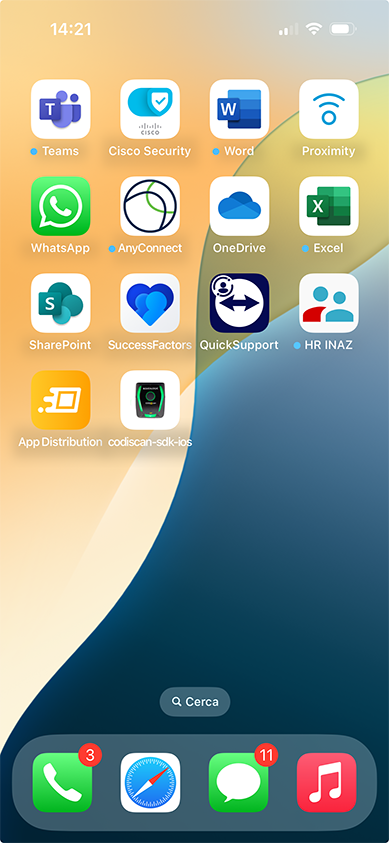 14:21
Teams
Cisco Security
Word
Proximity
WhatsApp
AnyConnect
OneDrive
Excel
SharePoint
SuccessFactors
QuickSupport
HR INAZ
App Distribution
codiscan-sdk-ios
Cerca
3
11
T
CISCO
W
X
S